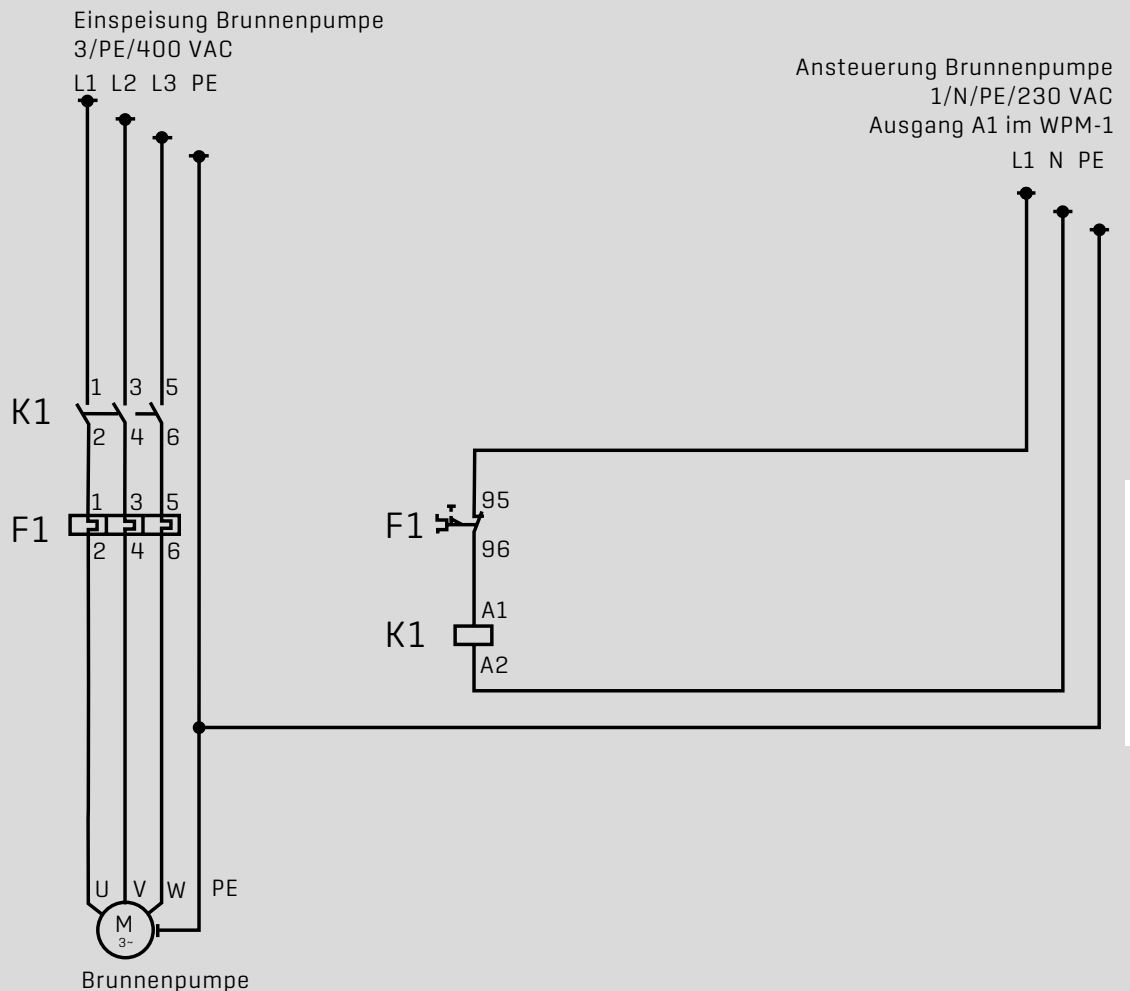 Einspeisung Brunnenpumpe
3/PE/400 VAC
L1 L2 L3 PE
Ansteuerung Brunnenpumpe
1/N/PE/230 VAC
Ausgang A1 im WPM-1
L1 N PE
1 3 5
K1
2 4 6
1 3 5
F1
2 4 6
95
F1
96
A1
K1
A2
U V W PE
M
3~
Brunnenpumpe